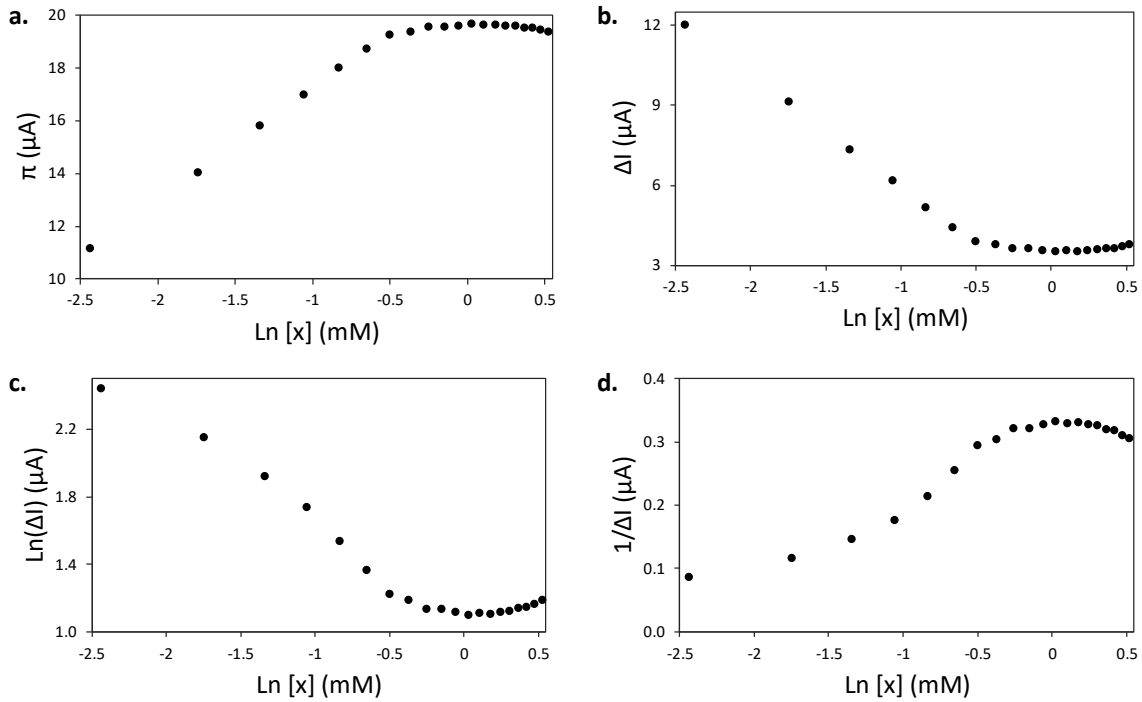 a.
20
18
16
14
12
10
π (µA)
-2.5 -2 -1.5 -1 -0.5 0 0.5
Ln [x] (mM)
b.
12
9
6
3
ΔI (µA)
-2.5 -2 -1.5 -1 -0.5 0 0.5
Ln [x] (mM)
c.
2.2
1.8
1.4
1.0
Ln(ΔI) (µA)
-2.5 -2 -1.5 -1 -0.5 0 0.5
Ln [x] (mM)
d.
0.4
0.3
0.2
0.1
0.0
1/ΔI (µA)
-2.5 -2 -1.5 -1 -0.5 0 0.5
Ln [x] (mM)